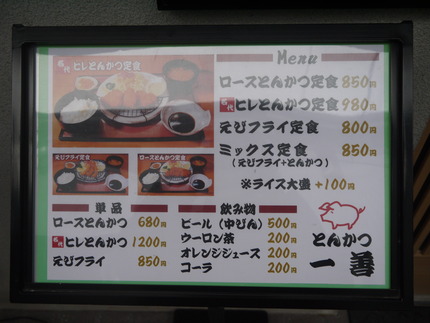 名代 ヒレとんかつ定食
えびフライ定食
ロースとんかつ定食
Menu
ロースとんかつ定食 850円
名代 ヒレとんかつ定食 980円
えびフライ定食 800円
ミックス定食 850円
(えびフライ+とんかつ)
※ライス大盛 +100円
単品
ロースとんかつ 680円
名代 ヒレとんかつ 1200円
えびフライ 850円
飲み物
ビール(中びん) 500円
ウーロン茶 200円
オレンジジュース 200円
コーラ 200円
とんかつ
一善